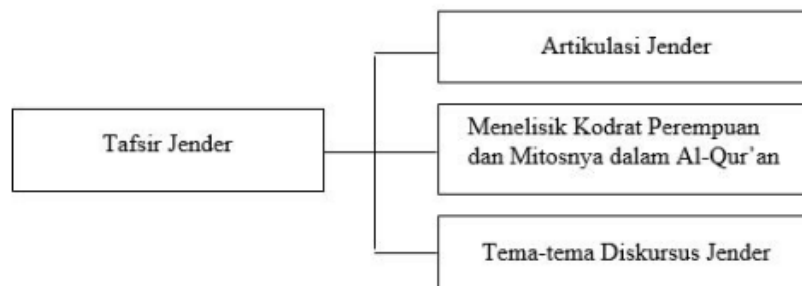 Tafsir Jender
Artikulasi Jender
Menelisik Kodrat Perempuan
dan Mitosnya dalam Al-Qur’an
Tema-tema Diskursus Jender